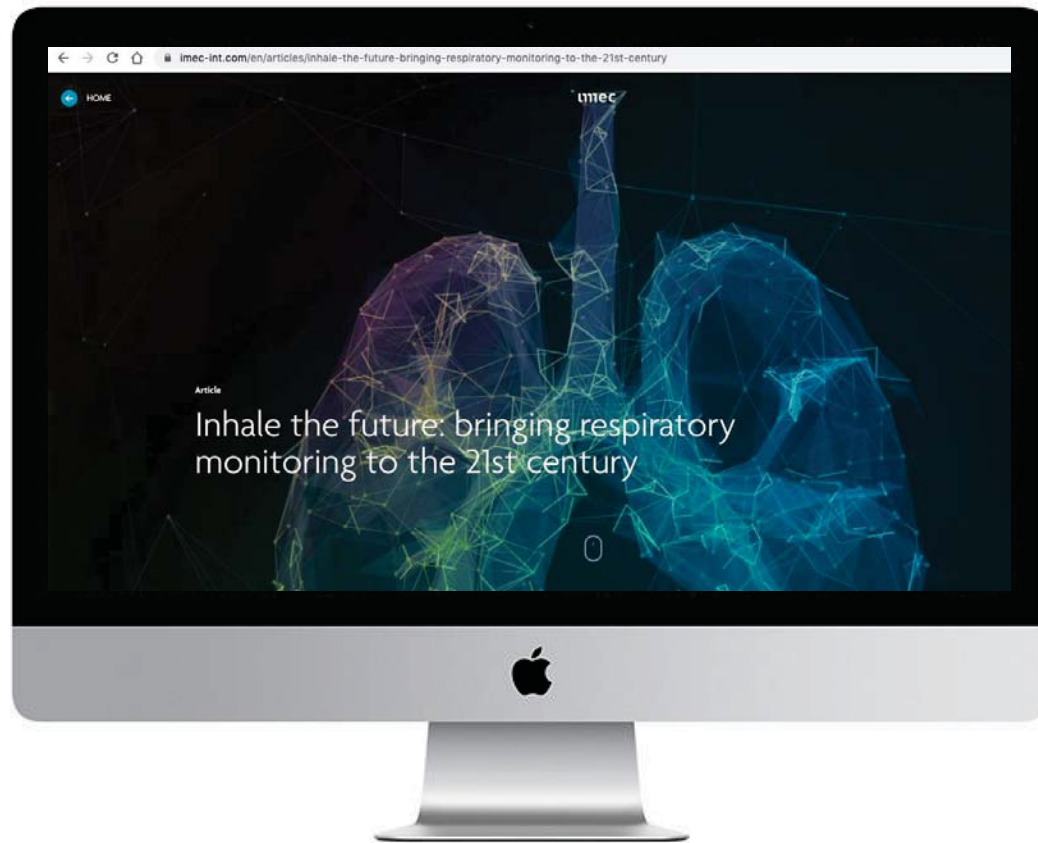 imec-int.com/en/articles/inhale-the-future-bringing-respiratory-monitoring-to-the-21st-century
HOME
imec
Article
Inhale the future: bringing respiratory
monitoring to the 21st century